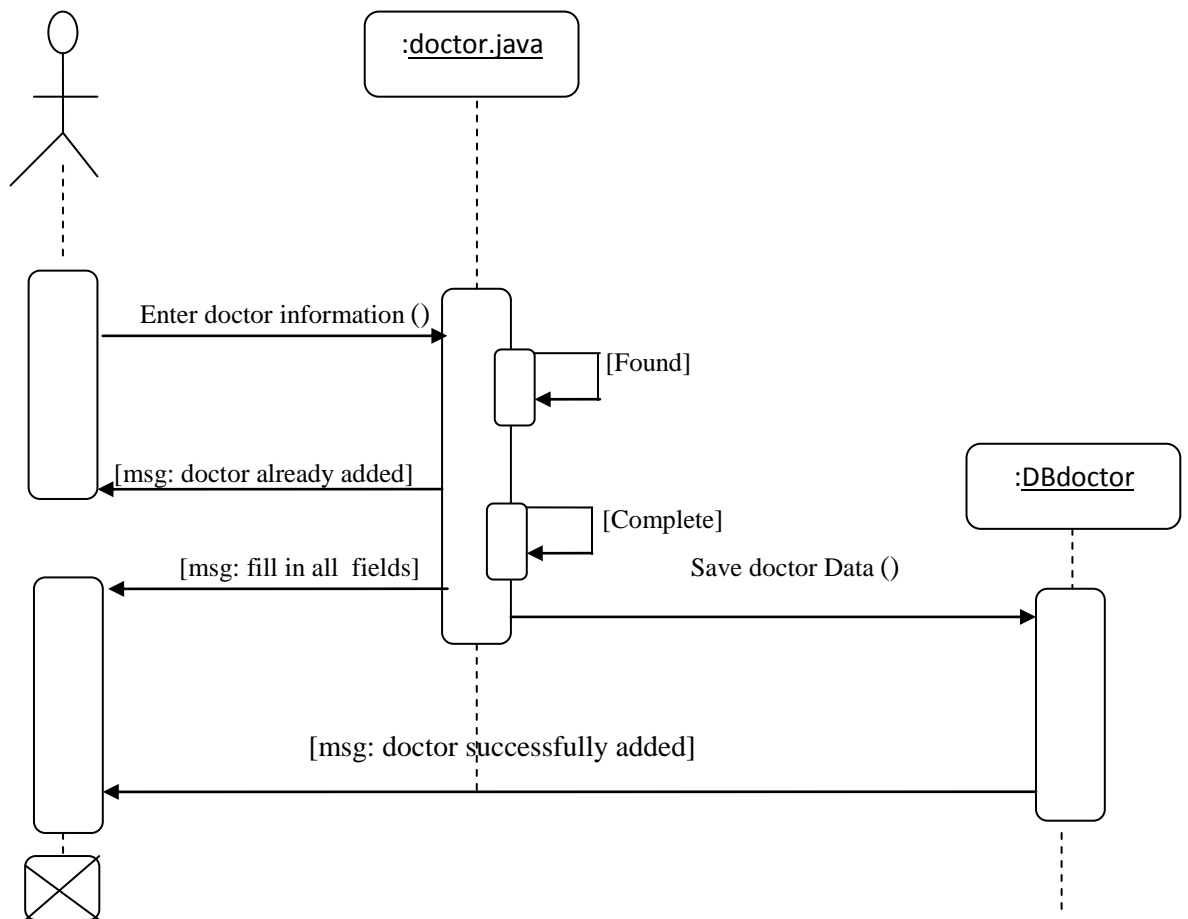 :doctor.java
Enter doctor information ()
[Found]
[msg: doctor already added]
:DBdoctor
[Complete]
[msg: fill in all fields]
Save doctor Data ()
[msg: doctor successfully added]